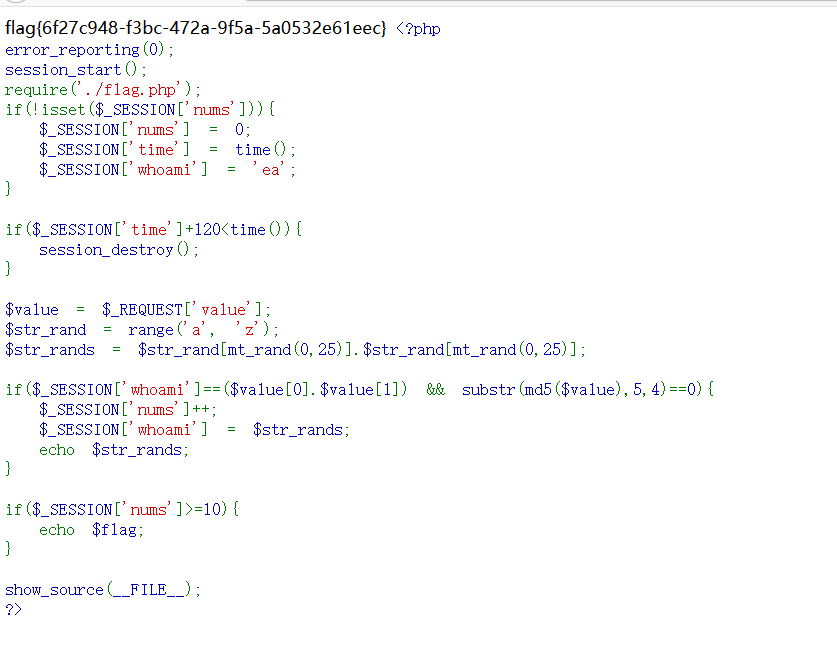 flag{6f27c948-f3bc-472a-9f5a-5a0532e61eec} <?php
error_reporting(0);
session_start();
require('./flag.php');
if(!isset($_SESSION['nums'])){
    $_SESSION['nums'] = 0;
    $_SESSION['time'] = time();
    $_SESSION['whoami'] = 'ea';
}

if($_SESSION['time']+120<time()){
    session_destroy();
}

$value = $_REQUEST['value'];
$str_rand = range('a', 'z');
$str_rands = $str_rand[mt_rand(0,25)].$str_rand[mt_rand(0,25)];

if($_SESSION['whoami']==($value[0].$value[1]) && substr(md5($value),5,4)==0){
    $_SESSION['nums']++;
    $_SESSION['whoami'] = $str_rands;
    echo $str_rands;
}

if($_SESSION['nums']>=10){
    echo $flag;
}

show_source(__FILE__);
?>